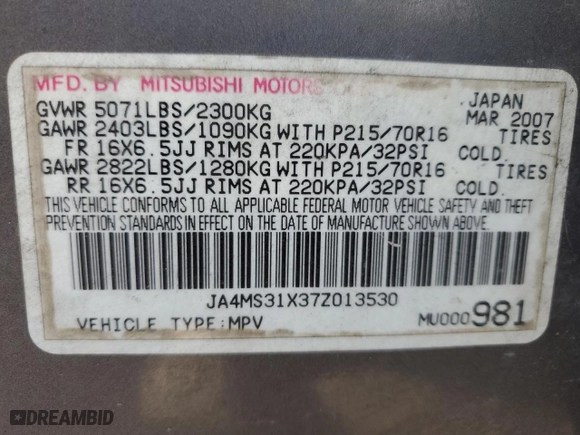 MFD. BY MITSUBISHI MOTORS
JAPAN
MAR 2007
GVWR 5071LBS/2300KG
GAWR 2403LBS/1090KG WITH P215/70R16 TIRES
FR 16X6.5JJ RIMS AT 220KPA/32PSI COLD.
GAWR 2822LBS/1280KG WITH P215/70R16 TIRES
RR 16X6.5JJ RIMS AT 220KPA/32PSI COLD.
THIS VEHICLE CONFORMS TO ALL APPLICABLE FEDERAL MOTOR VEHICLE SAFETY AND THEFT
PREVENTION STANDARDS IN EFFECT ON THE DATE OF MANUFACTURE SHOWN ABOVE.
JA4MS31X37Z013530
VEHICLE TYPE:MPV
MU000981
DREAMBID